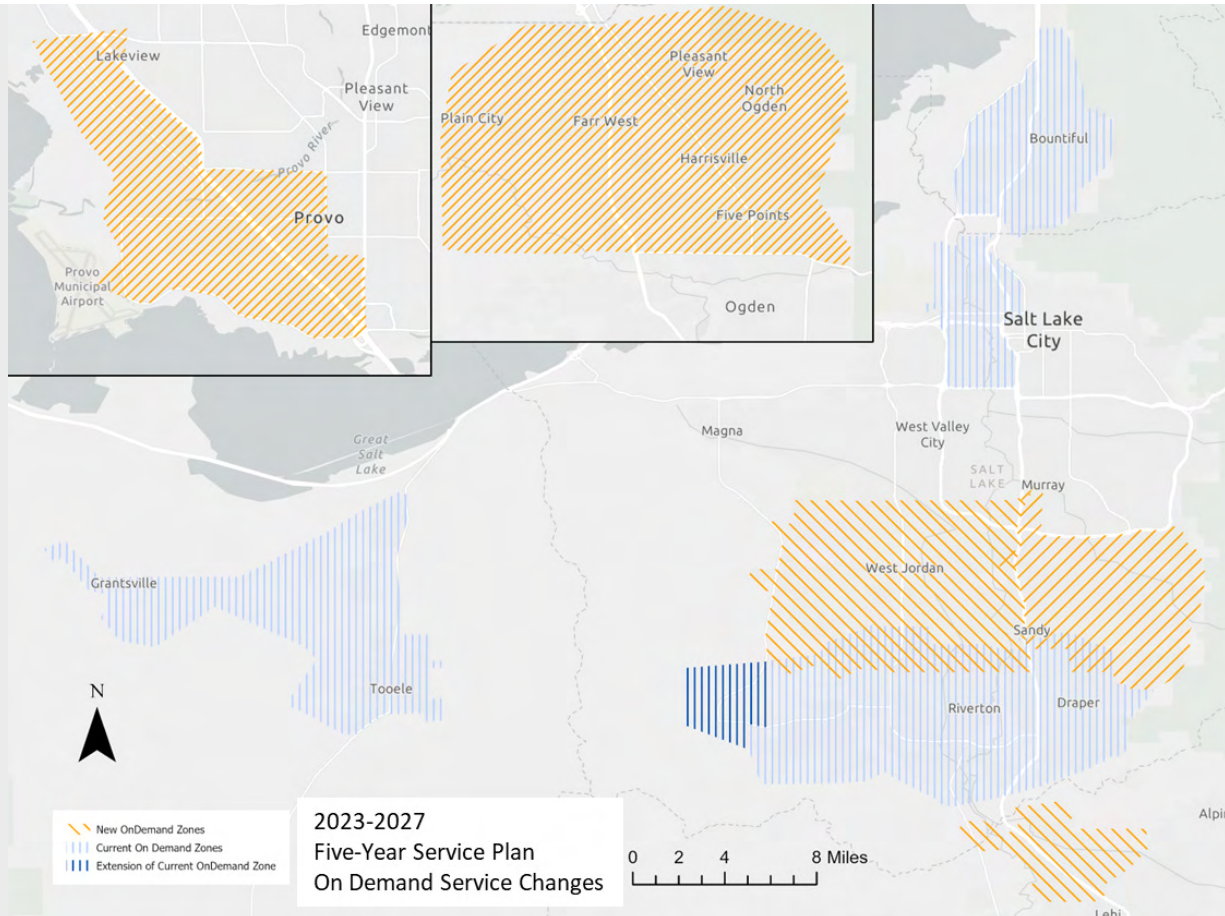 Edgemont
Lakeview
Pleasant
View
Provo River
Provo
Provo
Municipal
Airport
Pleasant
View
North
Ogden
Plain City
Farr West
Harrisville
Five Points
Ogden
Bountiful
Salt Lake
City
Magna
West Valley
City
Great
Salt
Lake
SALT
LAKE
Murray
Grantsville
West Jordan
Sandy
Tooele
Riverton
Draper
Alpi
Lehi
N
New OnDemand Zones
Current On Demand Zones
Extension of Current OnDemand Zone
2023-2027
Five-Year Service Plan
On Demand Service Changes
0 2 4 8 Miles